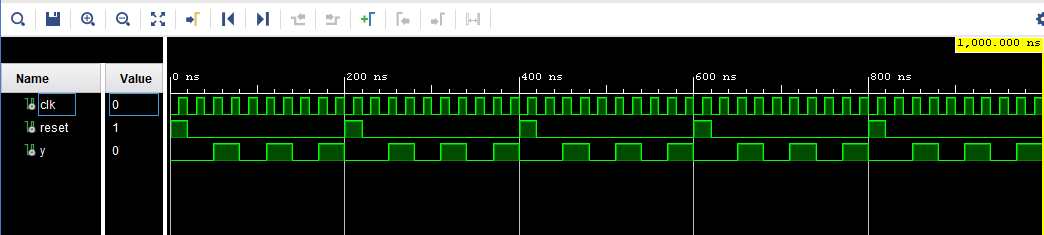 1,000.000 ns
Name Value
0 ns 200 ns 400 ns 600 ns 800 ns
clk 0
reset 1
y 0